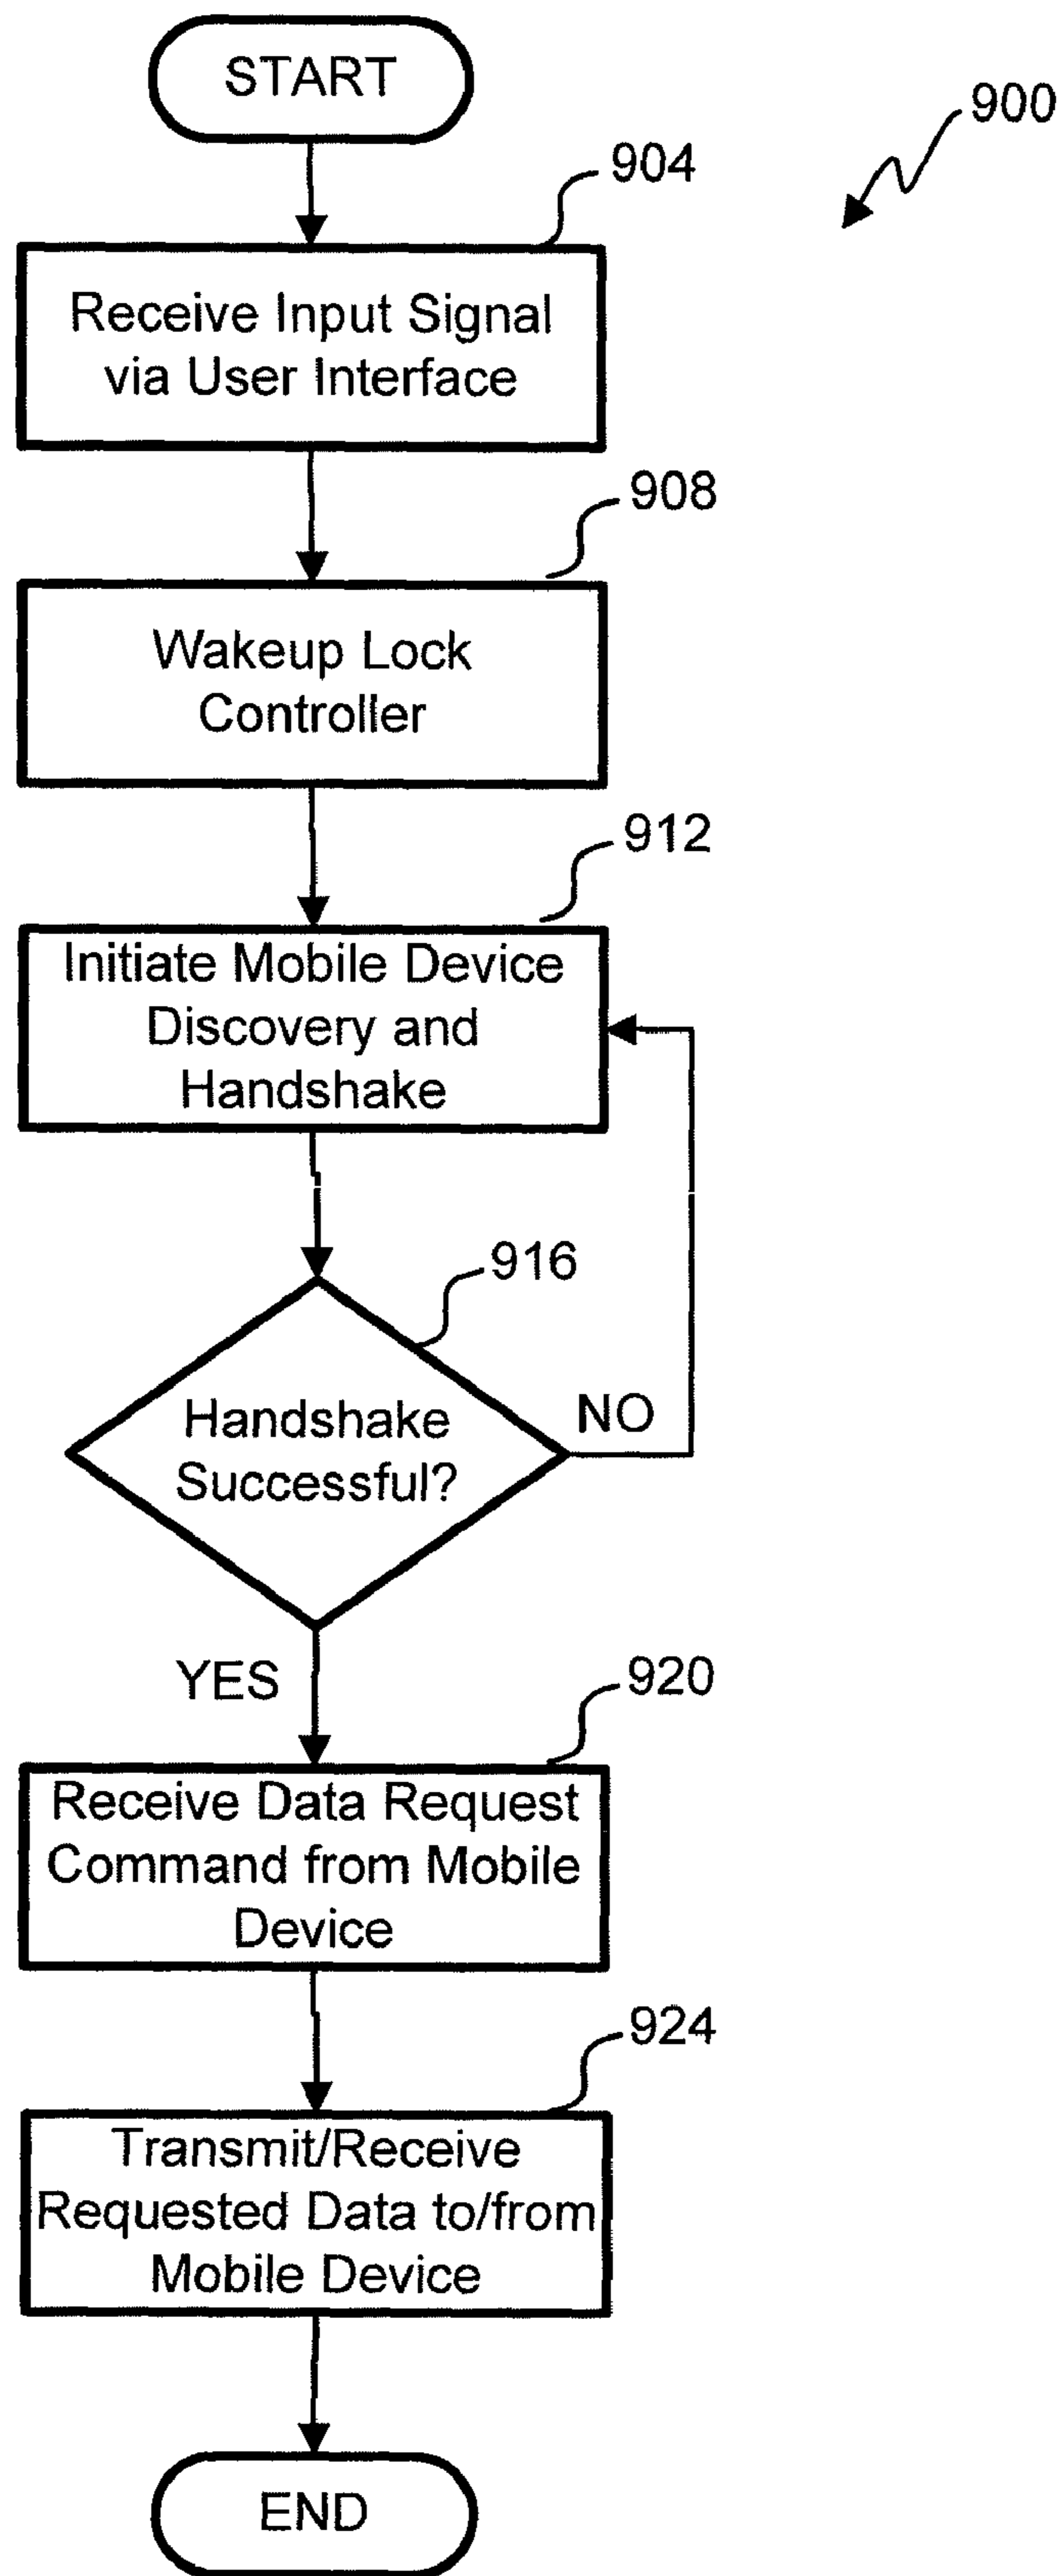 START
900
904
Receive Input Signal
via User Interface
908
Wakeup Lock
Controller
912
Initiate Mobile Device
Discovery and
Handshake
916
Handshake
Successful?
NO
YES
920
Receive Data Request
Command from Mobile
Device
924
Transmit/Receive
Requested Data to/from
Mobile Device
END